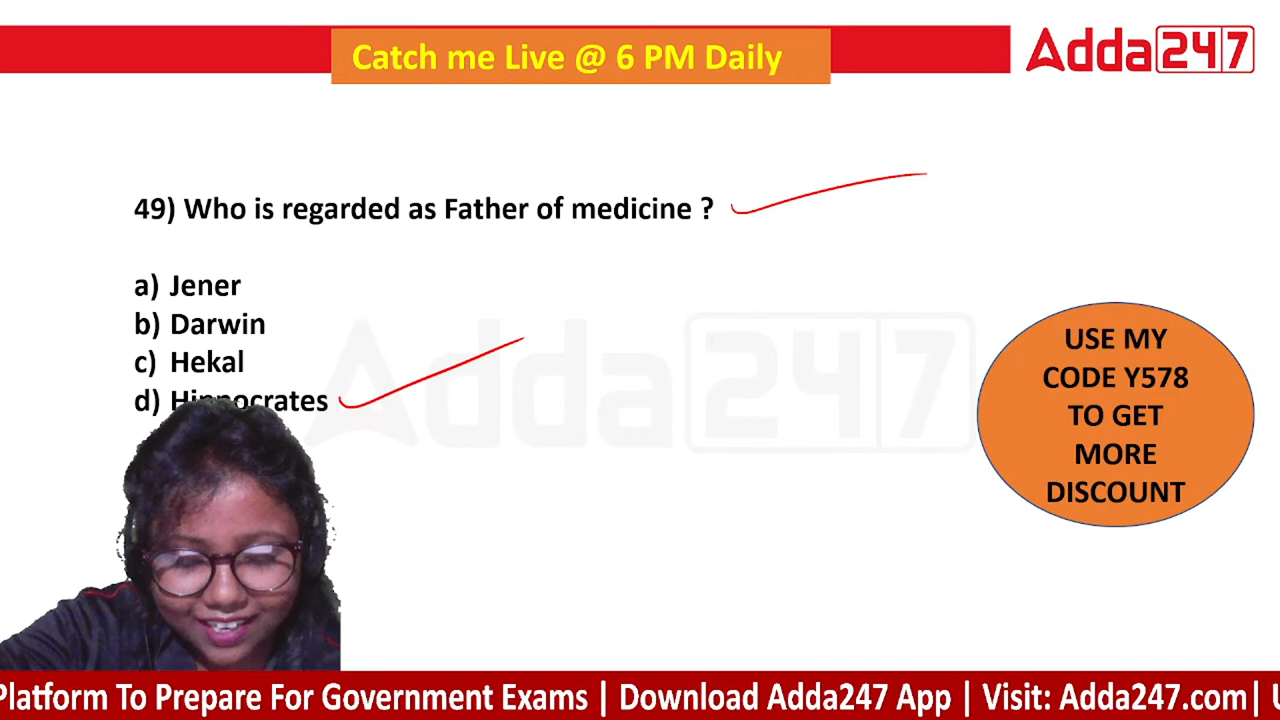 Catch me Live @ 6 PM Daily
Adda247
49) Who is regarded as Father of medicine ?
a) Jener
b) Darwin
c) Hekal
d) Hippocrates
Adda247
USE MY
CODE Y578
TO GET
MORE
DISCOUNT
Platform To Prepare For Government Exams | Download Adda247 App | Visit: Adda247.com| U